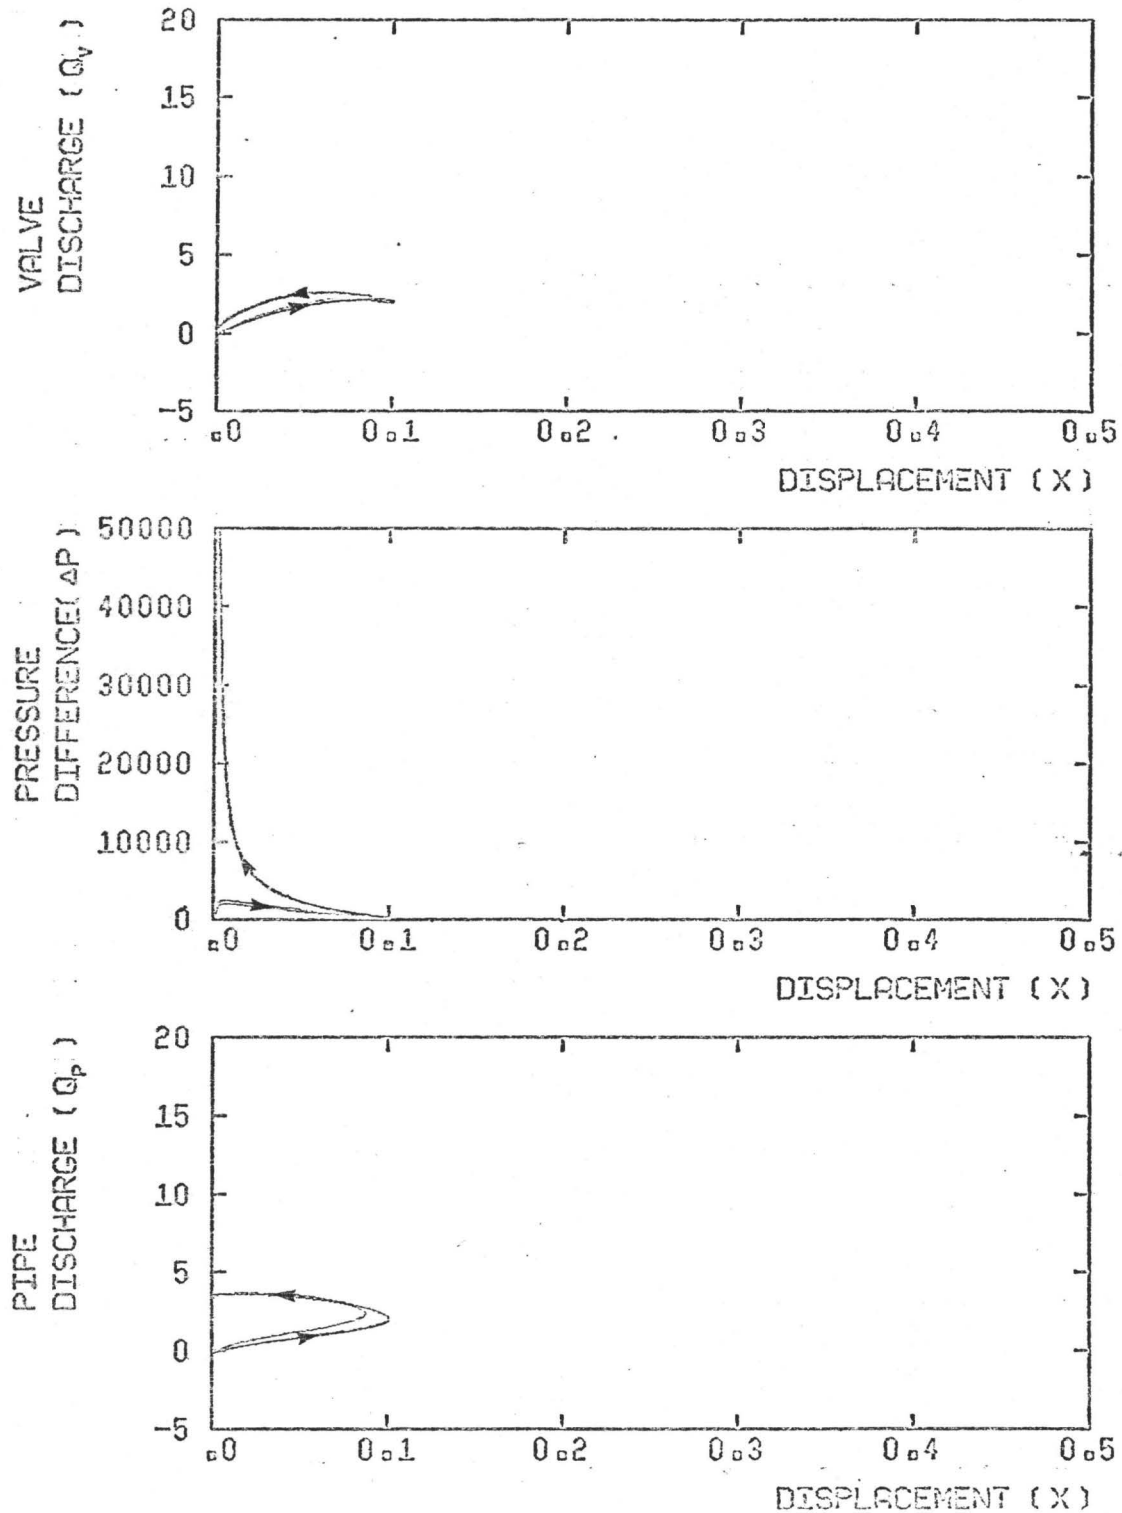 VALVE
DISCHARGE (Qv)
20
15
10
5
0
-5
.0 0.1 0.2 0.3 0.4 0.5
DISPLACEMENT (X)
PRESSURE
DIFFERENCE(ΔP)
50000
40000
30000
20000
10000
0
.0 0.1 0.2 0.3 0.4 0.5
DISPLACEMENT (X)
PIPE
DISCHARGE (Qp)
20
15
10
5
0
-5
.0 0.1 0.2 0.3 0.4 0.5
DISPLACEMENT (X)